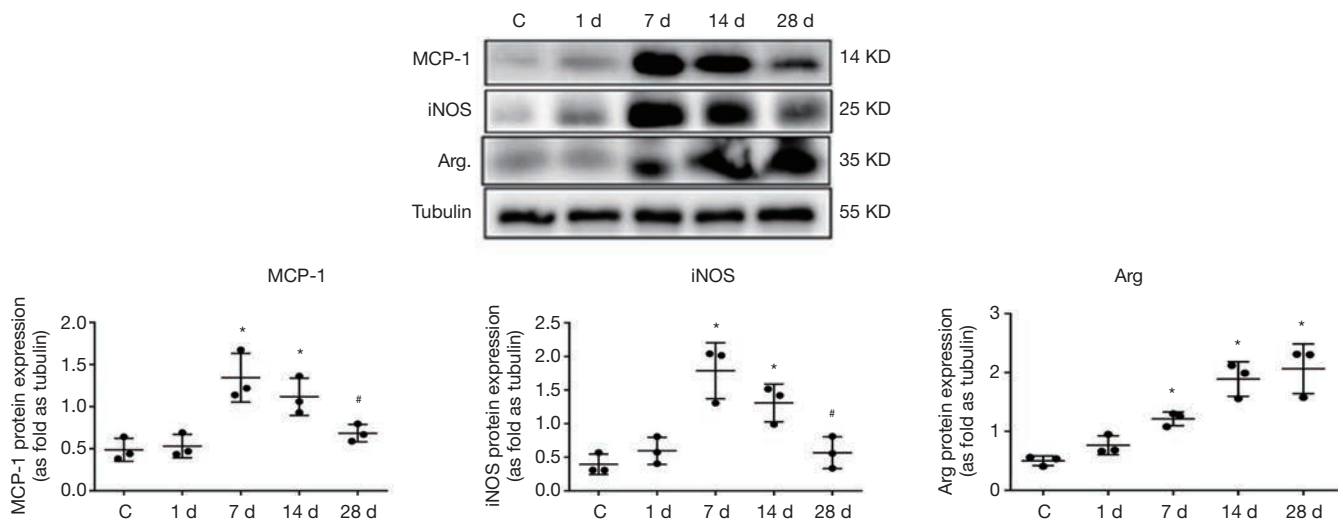 C 1 d 7 d 14 d 28 d
MCP-1 14 KD
iNOS 25 KD
Arg. 35 KD
Tubulin 55 KD
MCP-1
MCP-1 protein expression
(as fold as tubulin)
2.0
1.5
1.0
0.5
0.0
* * #
C 1 d 7 d 14 d 28 d
iNOS
iNOS protein expression
(as fold as tubulin)
2.5
2.0
1.5
1.0
0.5
0.0
* * #
C 1 d 7 d 14 d 28 d
Arg
Arg protein expression
(as fold as tubulin)
3
2
1
0
* * *
C 1 d 7 d 14 d 28 d